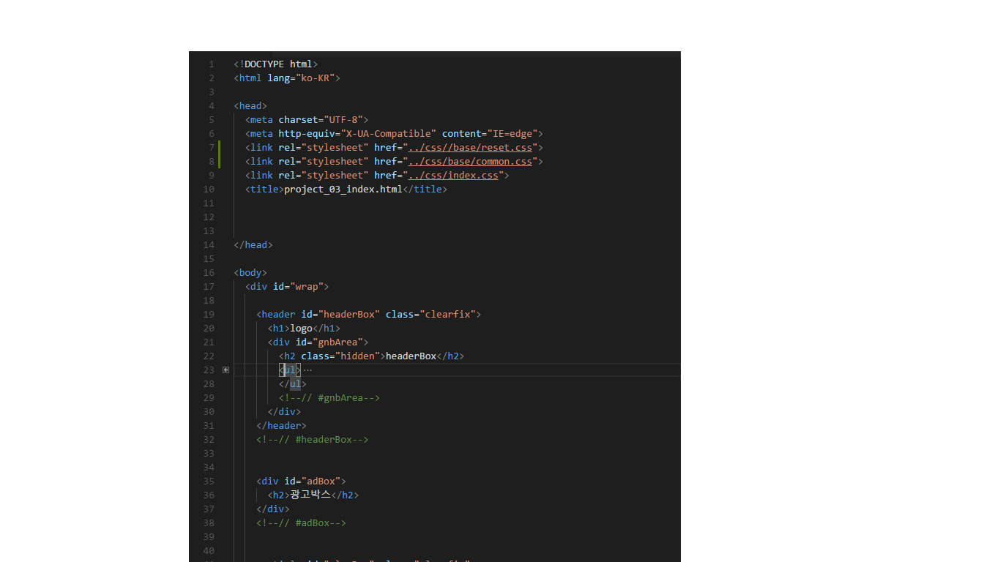 1 <!DOCTYPE html>
2 <html lang="ko-KR">
3
4 <head>
5 <meta charset="UTF-8">
6 <meta http-equiv="X-UA-Compatible" content="IE=edge">
7 <link rel="stylesheet" href="../css//base/reset.css">
8 <link rel="stylesheet" href="../css/base/common.css">
9 <link rel="stylesheet" href="../css/index.css">
10 <title>project_03_index.html</title>
11
12
13
14 </head>
15
16 <body>
17 <div id="wrap">
18
19 <header id="headerBox" class="clearfix">
20 <h1>logo</h1>
21 <div id="gnbArea">
22 <h2 class="hidden">headerBox</h2>
23 <ul> ⋯
28 </ul>
29 <!--// #gnbArea-->
30 </div>
31 </header>
32 <!--// #headerBox-->
33
34
35 <div id="adBox">
36 <h2>광고박스</h2>
37 </div>
38 <!--// #adBox-->
39
40